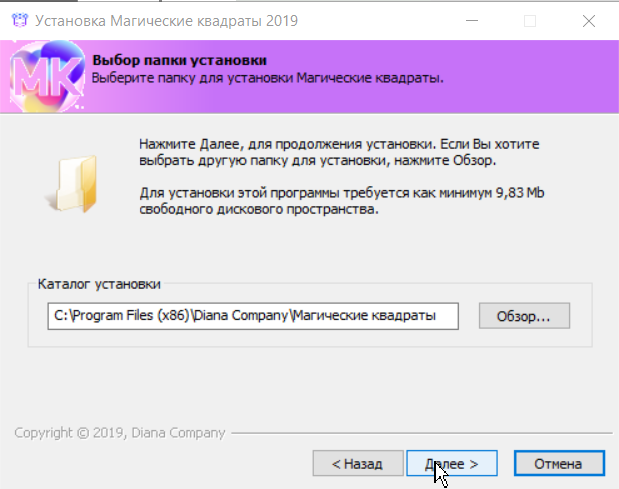 Установка Магические квадраты 2019
МК
Выбор папки установки
Выберите папку для установки Магические квадраты.
Нажмите Далее, для продолжения установки. Если Вы хотите
выбрать другую папку для установки, нажмите Обзор.
Для установки этой программы требуется как минимум 9,83 Mb
свободного дискового пространства.
Каталог установки
C:\Program Files (x86)\Diana Company\Магические квадраты
Обзор...
Copyright © 2019, Diana Company
< Назад
Далее >
Отмена